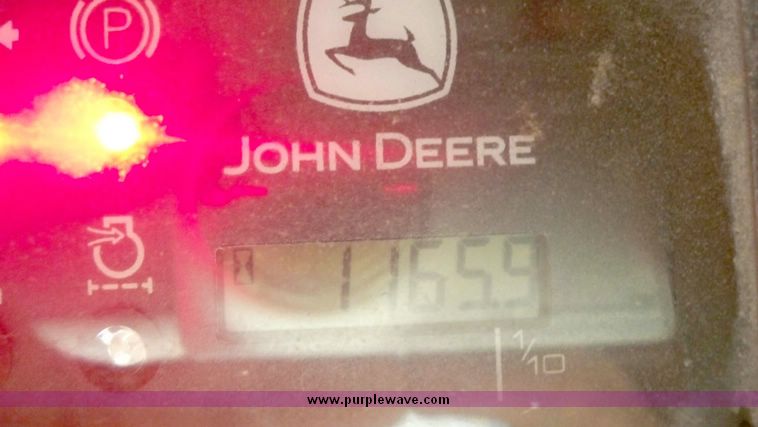 P
JOHN DEERE
1165.9
1/10
www.purplewave.com